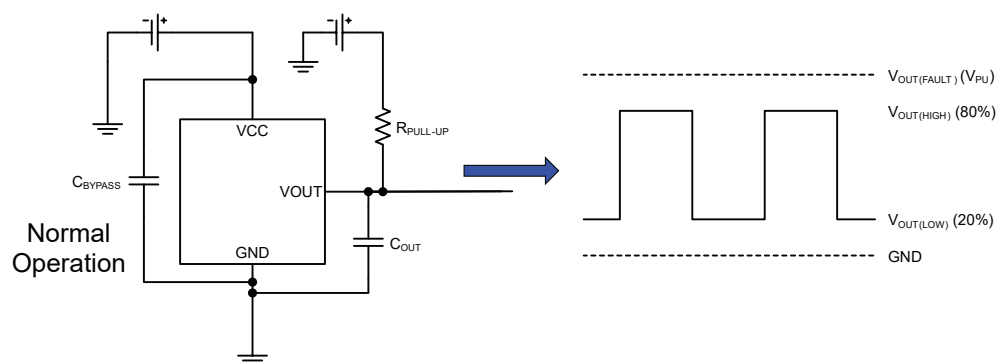 - +
- +
VCC
R PULL-UP
C BYPASS
VOUT
C OUT
GND
Normal
Operation
V OUT(FAULT) (V PU)
V OUT(HIGH) (80%)
V OUT(LOW) (20%)
GND